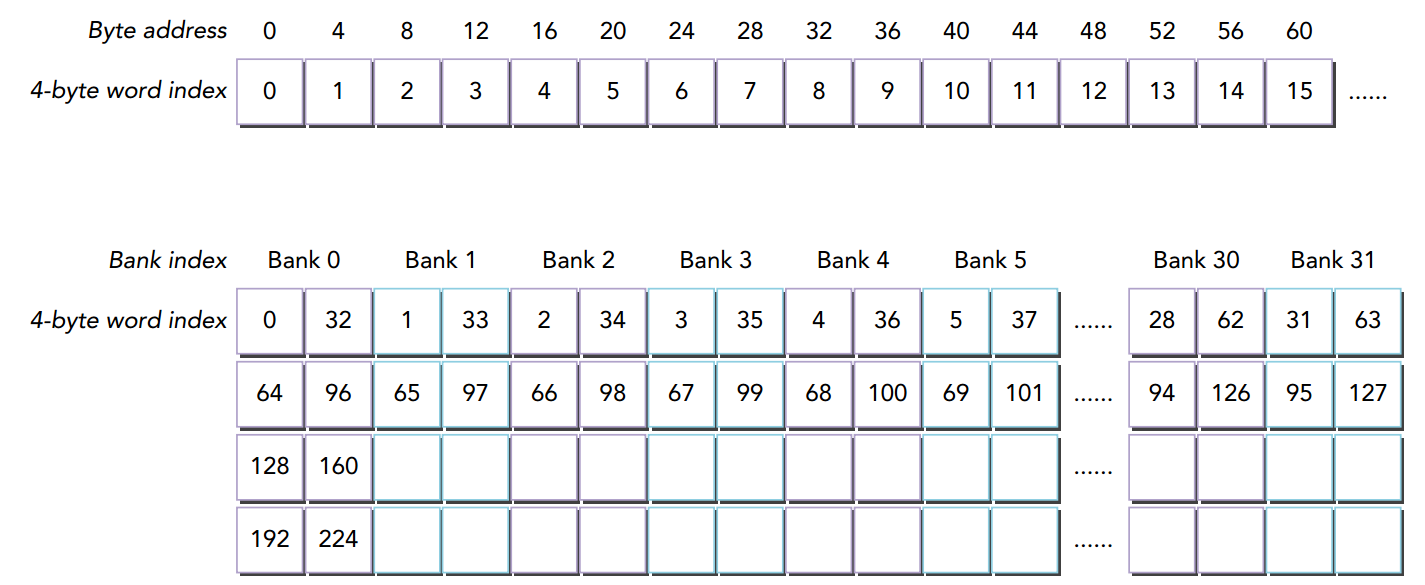 Byte address 0 4 8 12 16 20 24 28 32 36 40 44 48 52 56 60
4-byte word index 0 1 2 3 4 5 6 7 8 9 10 11 12 13 14 15 ......
Bank index Bank 0 Bank 1 Bank 2 Bank 3 Bank 4 Bank 5 Bank 30 Bank 31
4-byte word index 0 32 1 33 2 34 3 35 4 36 5 37 ...... 28 62 31 63
64 96 65 97 66 98 67 99 68 100 69 101 ...... 94 126 95 127
128 160 ......
192 224 ......